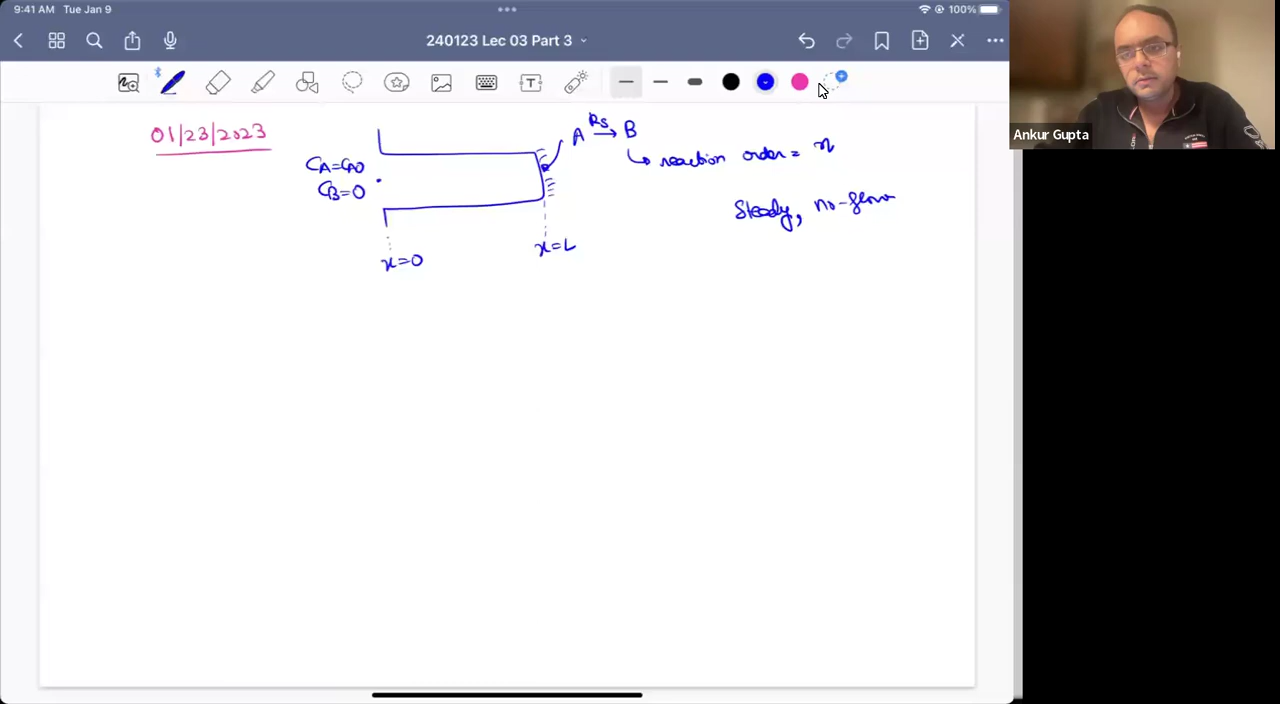 9:41 AM Tue Jan 9
100%
240123 Lec 03 Part 3
T
Ankur Gupta
01/23/2023
A Rs→ B
CA=CA0
CB=0
↳ reaction order = n
Steady, no-flow
x=0
x=L